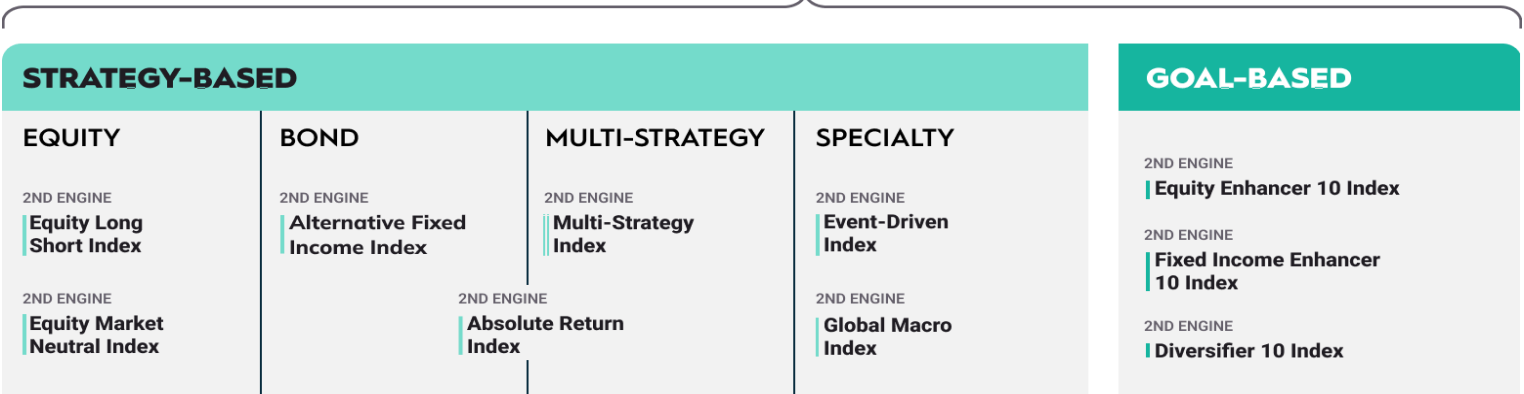 STRATEGY-BASED
EQUITY
2ND ENGINE
Equity Long
Short Index
2ND ENGINE
Equity Market
Neutral Index
BOND
2ND ENGINE
Alternative Fixed
Income Index
MULTI-STRATEGY
2ND ENGINE
Multi-Strategy
Index
2ND ENGINE
Absolute Return
Index
SPECIALTY
2ND ENGINE
Event-Driven
Index
2ND ENGINE
Global Macro
Index
GOAL-BASED
2ND ENGINE
Equity Enhancer 10 Index
2ND ENGINE
Fixed Income Enhancer
10 Index
2ND ENGINE
Diversifier 10 Index